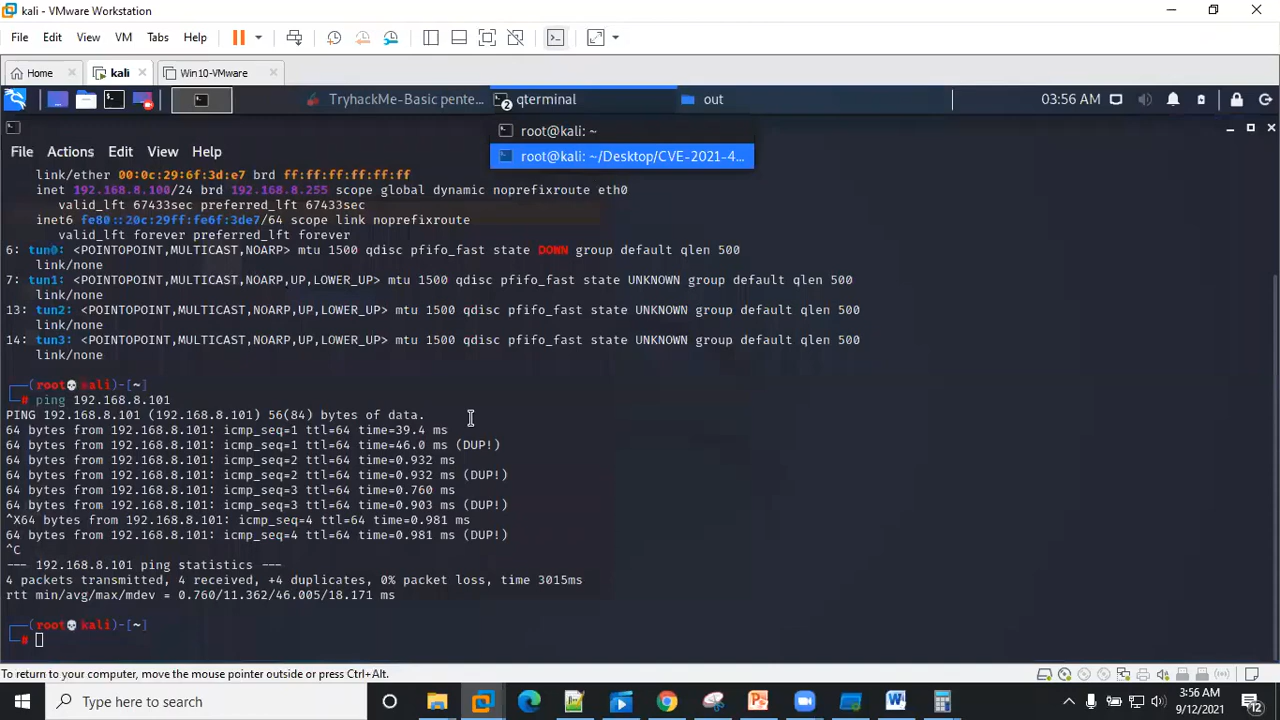 kali - VMware Workstation
File Edit View VM Tabs Help
Home kali Win10-VMware
TryhackMe-Basic pente... qterminal out 03:56 AM
2
root@kali: ~
root@kali: ~/Desktop/CVE-2021-4...
File Actions Edit View Help
link/ether 00:0c:29:6f:3d:e7 brd ff:ff:ff:ff:ff:ff
inet 192.168.8.100/24 brd 192.168.8.255 scope global dynamic noprefixroute eth0
valid_lft 67433sec preferred_lft 67433sec
inet6 fe80::20c:29ff:fe6f:3de7/64 scope link noprefixroute
valid_lft forever preferred_lft forever
6: tun0: <POINTOPOINT,MULTICAST,NOARP> mtu 1500 qdisc pfifo_fast state DOWN group default qlen 500
link/none
7: tun1: <POINTOPOINT,MULTICAST,NOARP,UP,LOWER_UP> mtu 1500 qdisc pfifo_fast state UNKNOWN group default qlen 500
link/none
13: tun2: <POINTOPOINT,MULTICAST,NOARP,UP,LOWER_UP> mtu 1500 qdisc pfifo_fast state UNKNOWN group default qlen 500
link/none
14: tun3: <POINTOPOINT,MULTICAST,NOARP,UP,LOWER_UP> mtu 1500 qdisc pfifo_fast state UNKNOWN group default qlen 500
link/none
┌──(root💀kali)-[~]
└─# ping 192.168.8.101
PING 192.168.8.101 (192.168.8.101) 56(84) bytes of data.
64 bytes from 192.168.8.101: icmp_seq=1 ttl=64 time=39.4 ms
64 bytes from 192.168.8.101: icmp_seq=1 ttl=64 time=46.0 ms (DUP!)
64 bytes from 192.168.8.101: icmp_seq=2 ttl=64 time=0.932 ms
64 bytes from 192.168.8.101: icmp_seq=2 ttl=64 time=0.932 ms (DUP!)
64 bytes from 192.168.8.101: icmp_seq=3 ttl=64 time=0.760 ms
64 bytes from 192.168.8.101: icmp_seq=3 ttl=64 time=0.903 ms (DUP!)
^X64 bytes from 192.168.8.101: icmp_seq=4 ttl=64 time=0.981 ms
64 bytes from 192.168.8.101: icmp_seq=4 ttl=64 time=0.981 ms (DUP!)
^C
--- 192.168.8.101 ping statistics ---
4 packets transmitted, 4 received, +4 duplicates, 0% packet loss, time 3015ms
rtt min/avg/max/mdev = 0.760/11.362/46.005/18.171 ms
┌──(root💀kali)-[~]
└─#
To return to your computer, move the mouse pointer outside or press Ctrl+Alt.
Type here to search
3:56 AM
9/12/2021
12